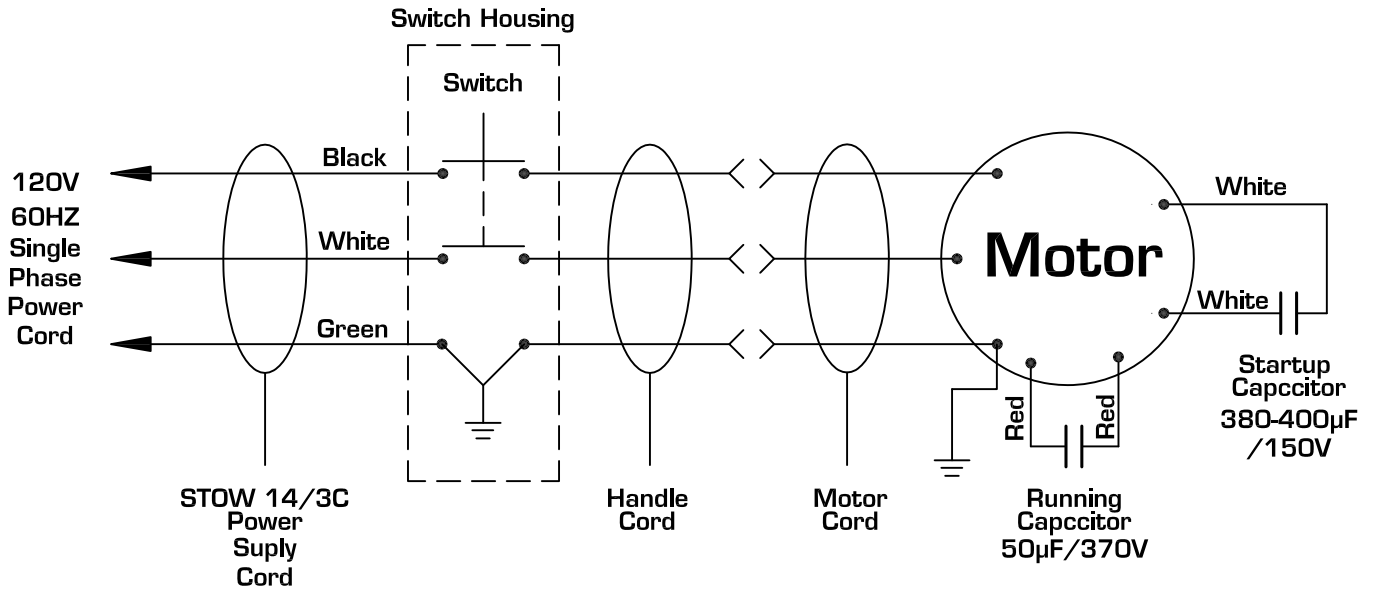 Switch Housing
Switch
Black
White
Green
120V
60HZ
Single
Phase
Power
Cord
STOW 14/3C
Power
Suply
Cord
Handle
Cord
Motor
Cord
Motor
White
White
Startup
Capccitor
380-400µF
/150V
Red
Red
Running
Capccitor
50µF/370V